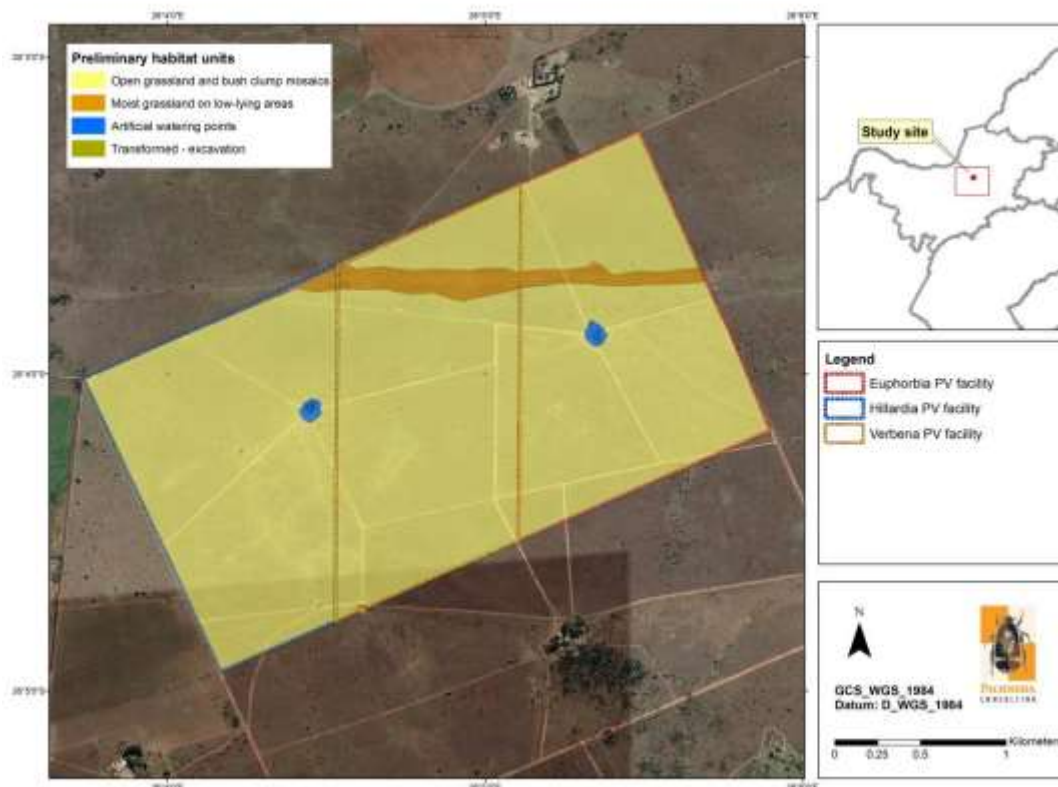 Preliminary habitat units
Open grassland and bush clump mosaics
Moist grassland on low-lying areas
Artificial watering points
Transformed - excavation
Study site
Legend
Euphorbia PV facility
Hillardia PV facility
Verbena PV facility
N
GCS_WGS_1984
Datum: D_WGS_1984
Kilometers
0 0.25 0.5 1